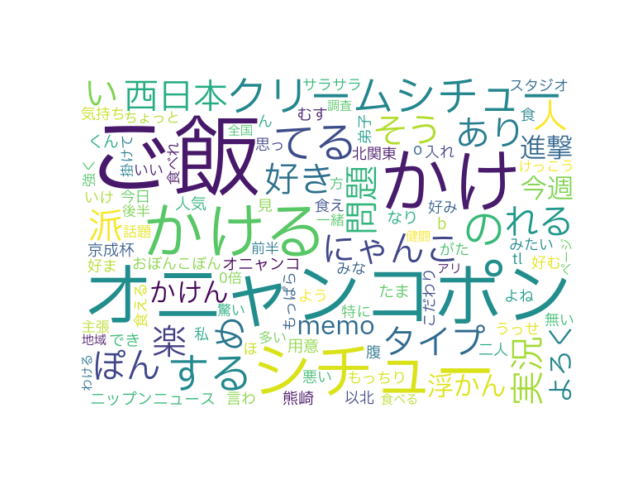 い
西日本
クリームシチュー
サラサラ
スタジオ
気持ち
ちょっと
調査
むす
弟子
食
人
くん
全国
ん
てる
そう
あり
進撃
ご飯
かけ
強く
掛けて
いい
食べれ
思っ
北関東
o
入れ
けっこう
いけ
今日
好き
問題
方
今週
後半
人気
見
食え
好み
b
派
話題
かける
一緒
なり
の
れる
京成杯
前半
にゃんこ
健闘
がた
みたい
tl
ページ
好ま
おぼんこぼん
オニャンコ
みな
アリ
好む
オニャンコポン
0倍
かけん
驚い
もっぱら
よう
特に
たま
こだわり
よね
無い
主張
食える
memo
地域
でき
私
め
多い
用意
腹
タイプ
うっせ
二人
楽
ほ
実況
よろく
ぽん
する
シチュー
浮かん
わける
悪い
もっちり
ニッポンニュース
言わ
熊崎
以北
食べる